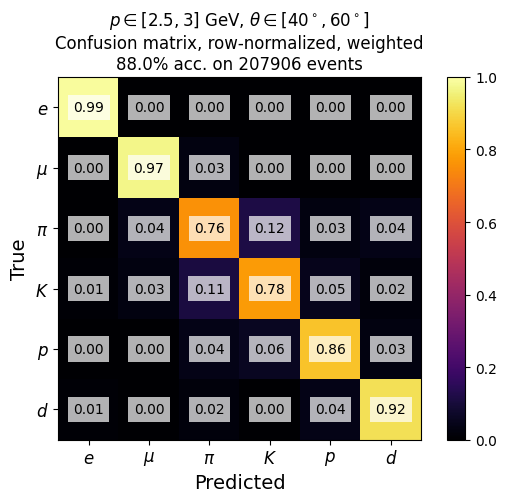 p ∈ [2.5, 3] GeV, θ ∈ [40°, 60°]
Confusion matrix, row-normalized, weighted
88.0% acc. on 207906 events
e 0.99 0.00 0.00 0.00 0.00 0.00
μ 0.00 0.97 0.03 0.00 0.00 0.00
π 0.00 0.04 0.76 0.12 0.03 0.04
K 0.01 0.03 0.11 0.78 0.05 0.02
p 0.00 0.00 0.04 0.06 0.86 0.03
d 0.01 0.00 0.02 0.00 0.04 0.92
e μ π K p d
Predicted
True
1.0
0.8
0.6
0.4
0.2
0.0